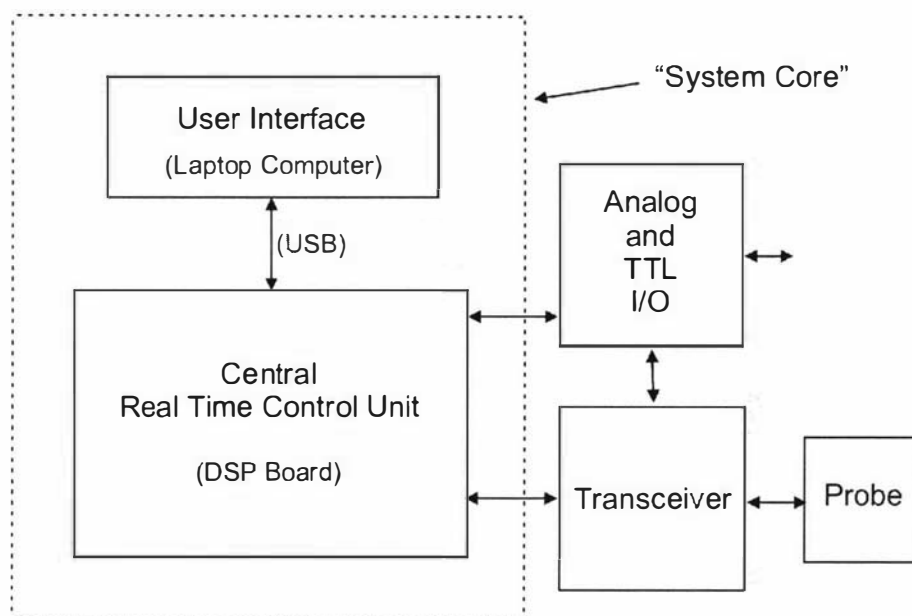 “System Core”
User Interface
(Laptop Computer)
(USB)
Analog
and
TTL
I/O
Central
Real Time Control Unit
(DSP Board)
Transceiver
Probe